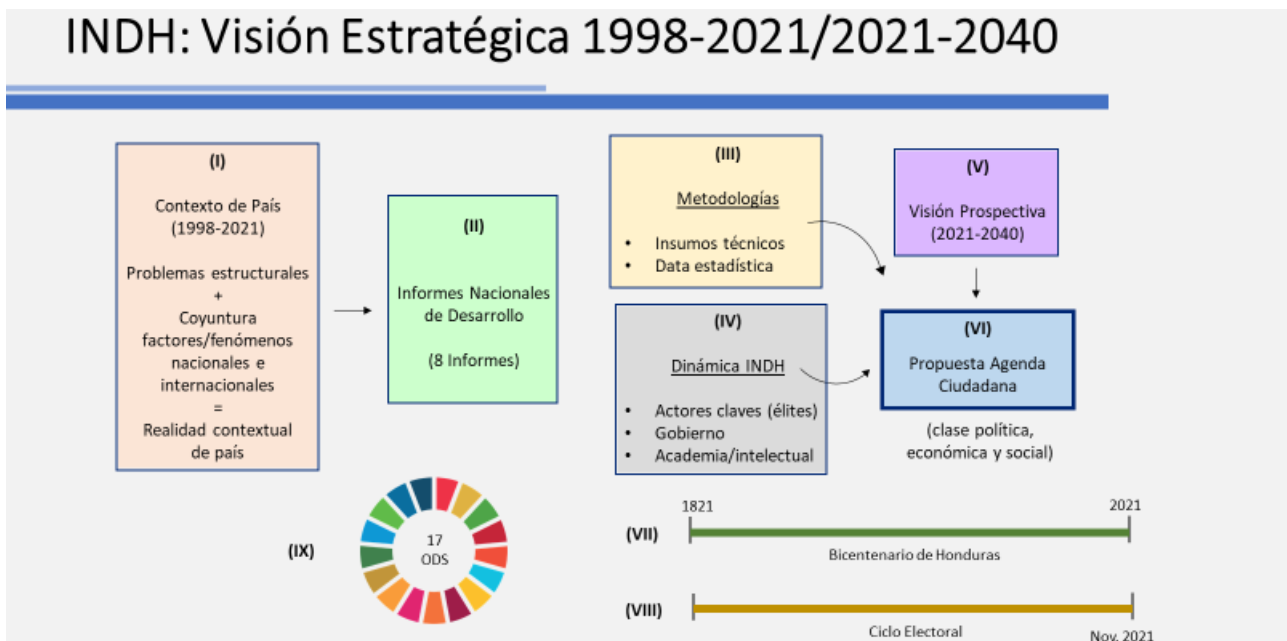 INDH: Visión Estratégica 1998-2021/2021-2040
(I)
Contexto de País
(1998-2021)
Problemas estructurales
+
Coyuntura
factores/fenómenos
nacionales e
internacionales
=
Realidad contextual
de país
(II)
Informes Nacionales
de Desarrollo
(8 Informes)
(III)
Metodologías
• Insumos técnicos
• Data estadística
(IV)
Dinámica INDH
• Actores claves (élites)
• Gobierno
• Academia/intelectual
(V)
Visión Prospectiva
(2021-2040)
(VI)
Propuesta Agenda
Ciudadana
(clase política,
económica y social)
(IX)
17
ODS
(VII)
1821
2021
Bicentenario de Honduras
(VIII)
Ciclo Electoral
Nov. 2021